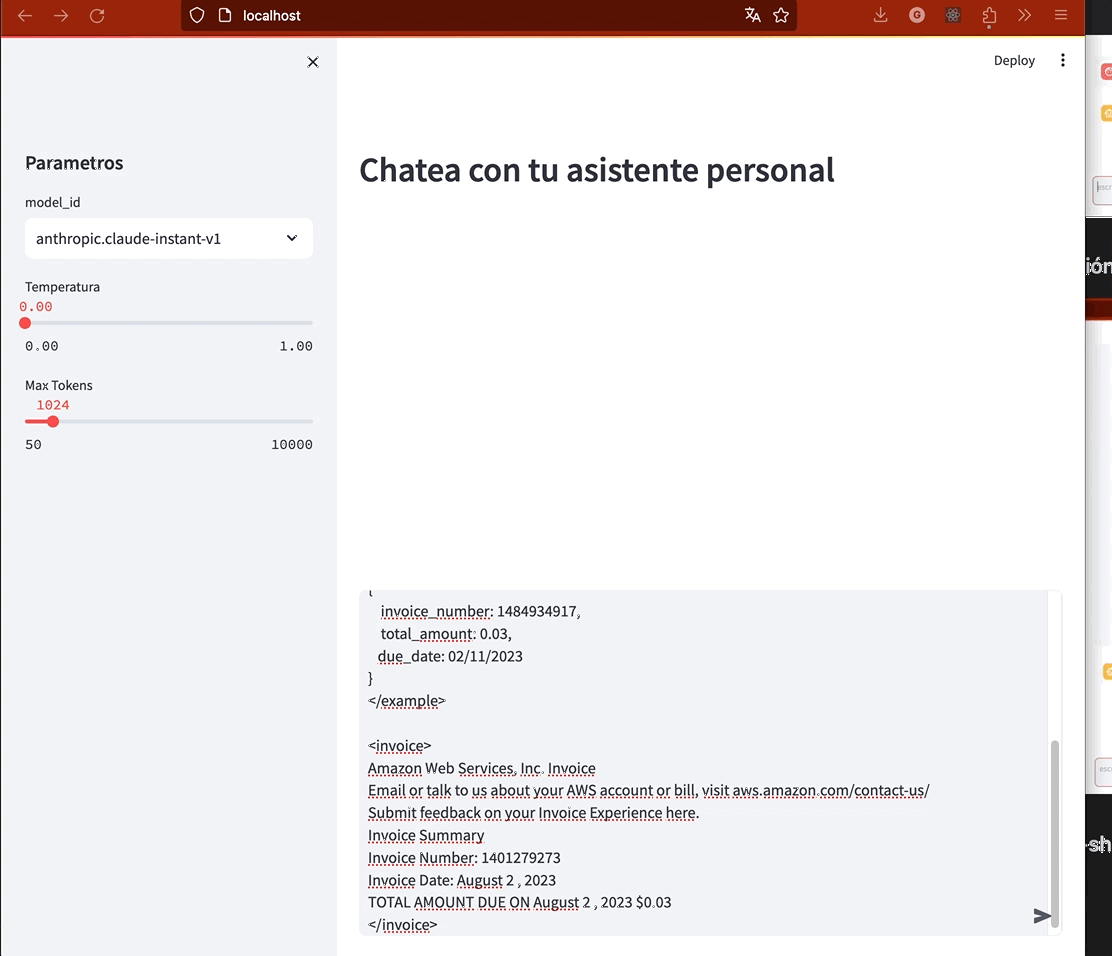 localhost
Deploy
Parametros
model_id
anthropic.claude-instant-v1
Temperatura
0.00
0.00 1.00
Max Tokens
1024
50 10000
Chatea con tu asistente personal
{
invoice_number: 1484934917,
total_amount: 0.03,
due_date: 02/11/2023
}
</example>
<invoice>
Amazon Web Services, Inc. Invoice
Email or talk to us about your AWS account or bill, visit aws.amazon.com/contact-us/
Submit feedback on your Invoice Experience here.
Invoice Summary
Invoice Number: 1401279273
Invoice Date: August 2 , 2023
TOTAL AMOUNT DUE ON August 2 , 2023 $0.03
</invoice>
G
ión
-sh